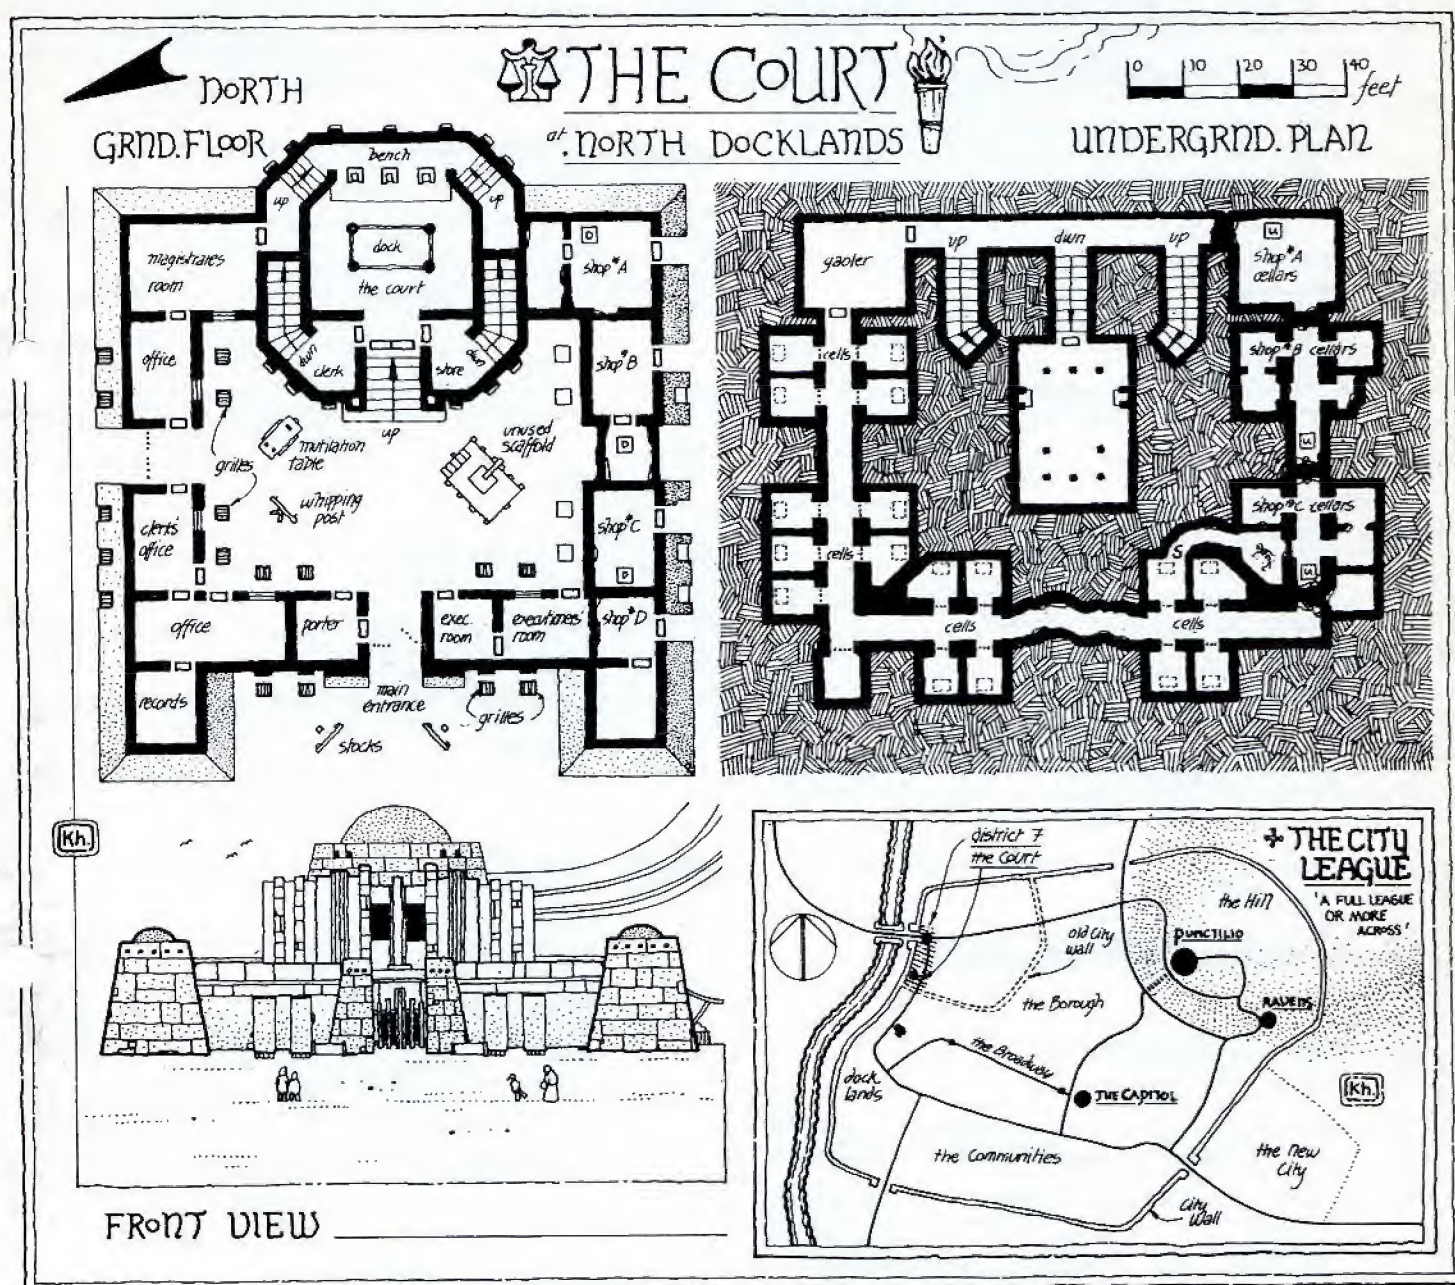 NORTH
THE COURT
at. NORTH DOCKLANDS
0 10 20 30 40 feet
GRND. FLOOR
UNDERGRND. PLAN
bench
up
up
dock
the court
magistrates
room
D
shop*A
office
dwn
clerk
store
dwn
shop*B
up
grilles
mutilation
table
unused
scaffold
D
whipping
post
clerks'
office
shop*C
D
office
porter
exec.
room
executioners'
room
shop*D
records
main
entrance
grilles
stocks
gaoler
up
dwn
up
U
shop*A
cellars
cells
shop*B cellars
U
shop*C cellars
cells
S
U
cells
cells
Kh.
FRONT VIEW
district 7
the Court
THE CITY
LEAGUE
'A FULL LEAGUE
OR MORE
ACROSS'
the Hill
old City
wall
PUNCTILIO
the Borough
RAVENS
the Broadway
dock
lands
THE CAPITOL
Kh.
the Communities
the New
City
City
Wall